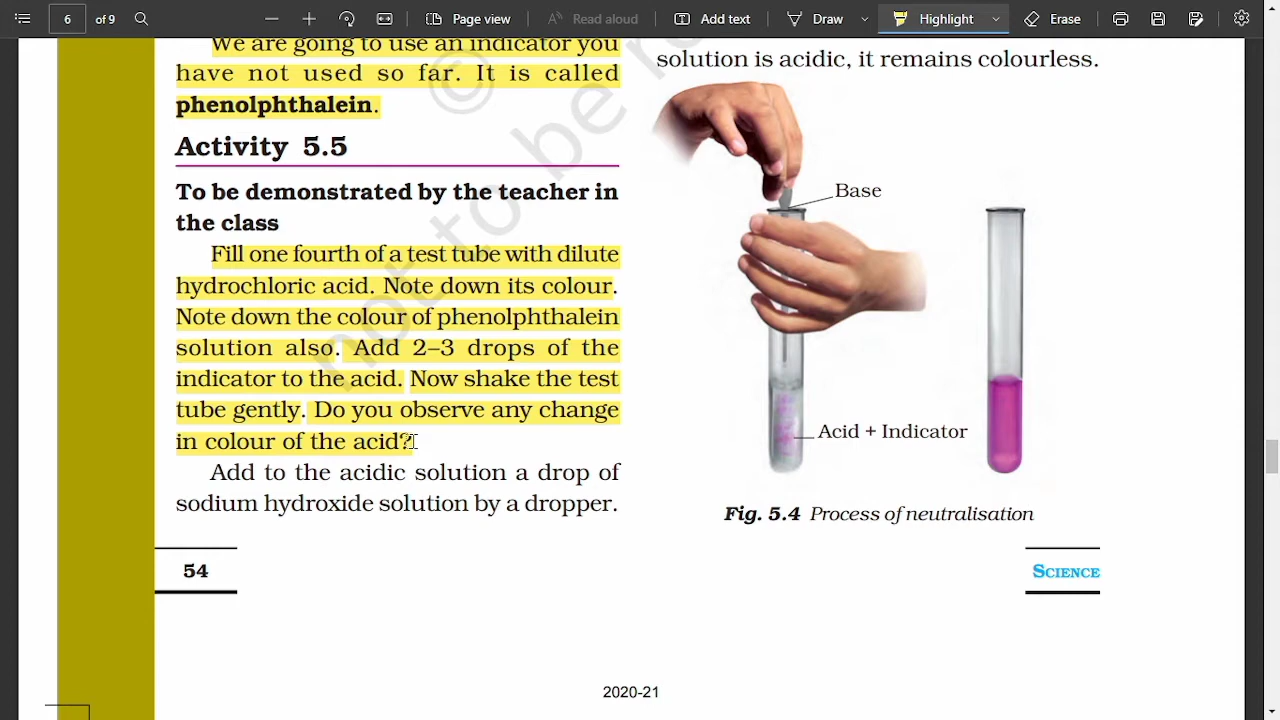 6 of 9
Page view
Read aloud
Add text
Draw
Highlight
Erase
We are going to use an indicator you
have not used so far. It is called
phenolphthalein.
Activity 5.5
To be demonstrated by the teacher in
the class
Fill one fourth of a test tube with dilute
hydrochloric acid. Note down its colour.
Note down the colour of phenolphthalein
solution also. Add 2–3 drops of the
indicator to the acid. Now shake the test
tube gently. Do you observe any change
in colour of the acid?
Add to the acidic solution a drop of
sodium hydroxide solution by a dropper.
solution is acidic, it remains colourless.
Base
Acid + Indicator
Fig. 5.4 Process of neutralisation
54
SCIENCE
2020-21
© not to be